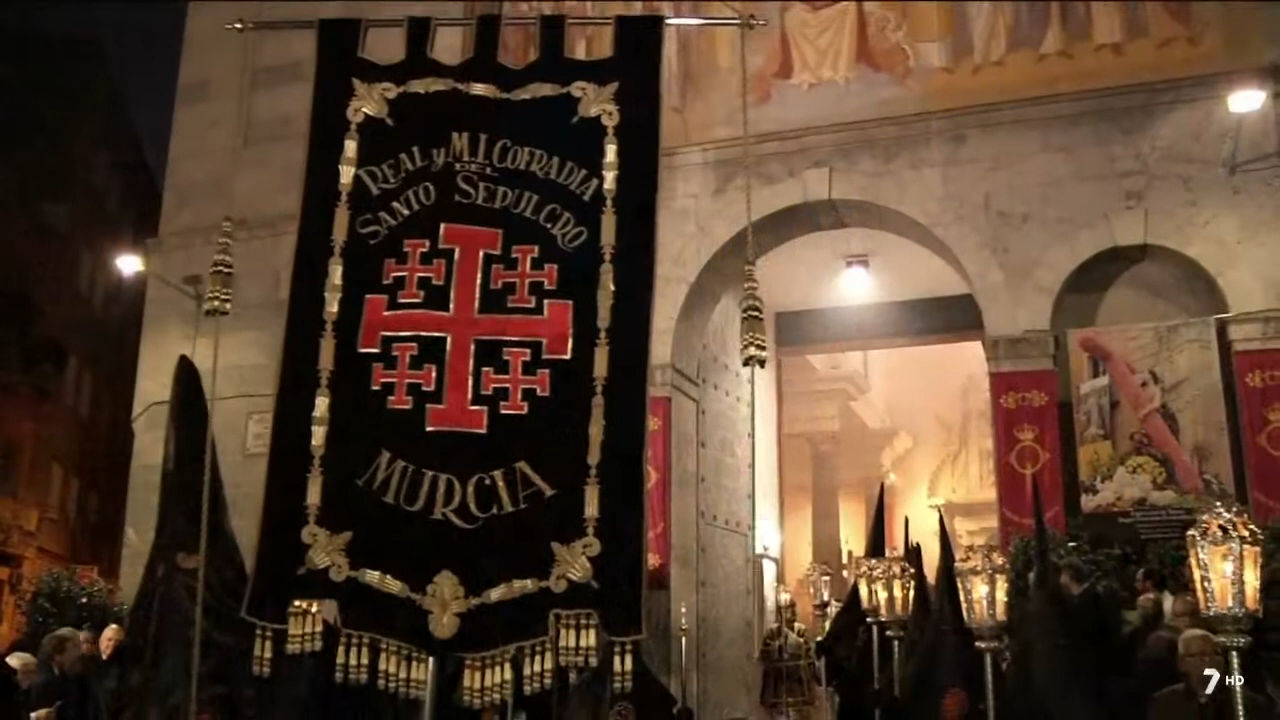 REAL y M.I. COFRADIA
DEL
SANTO SEPULCRO
MURCIA
7 HD